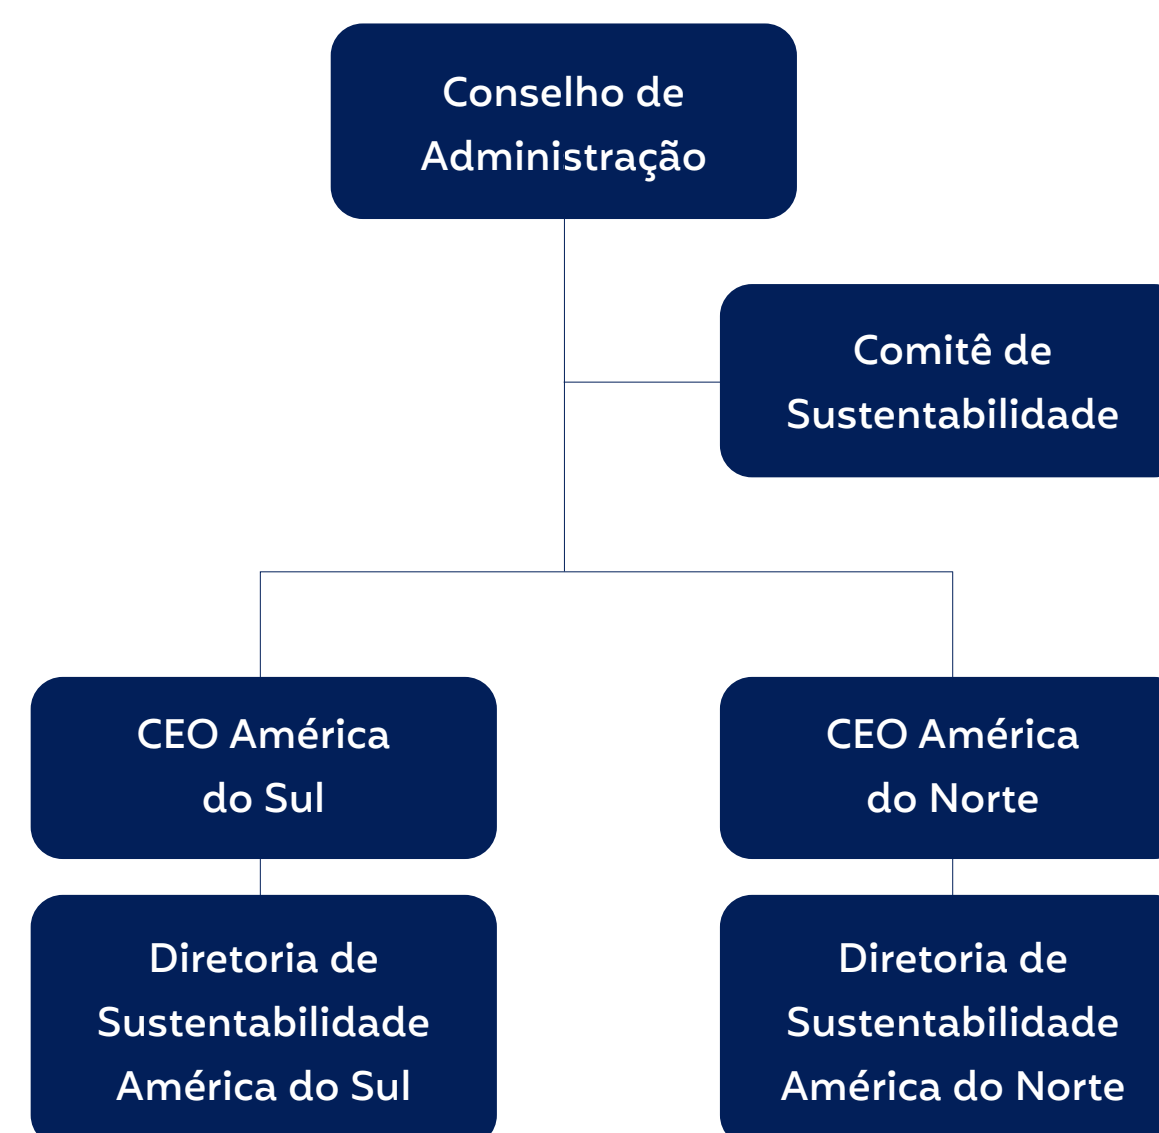 Conselho de
Administração
Comitê de
Sustentabilidade
CEO América
do Sul
CEO América
do Norte
Diretoria de
Sustentabilidade
América do Sul
Diretoria de
Sustentabilidade
América do Norte